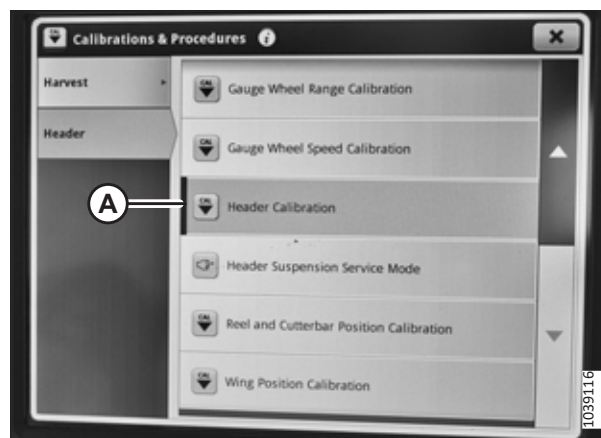 Calibrations & Procedures
Harvest
Header
Gauge Wheel Range Calibration
Gauge Wheel Speed Calibration
A
Header Calibration
Header Suspension Service Mode
Reel and Cutterbar Position Calibration
Wing Position Calibration
1039116